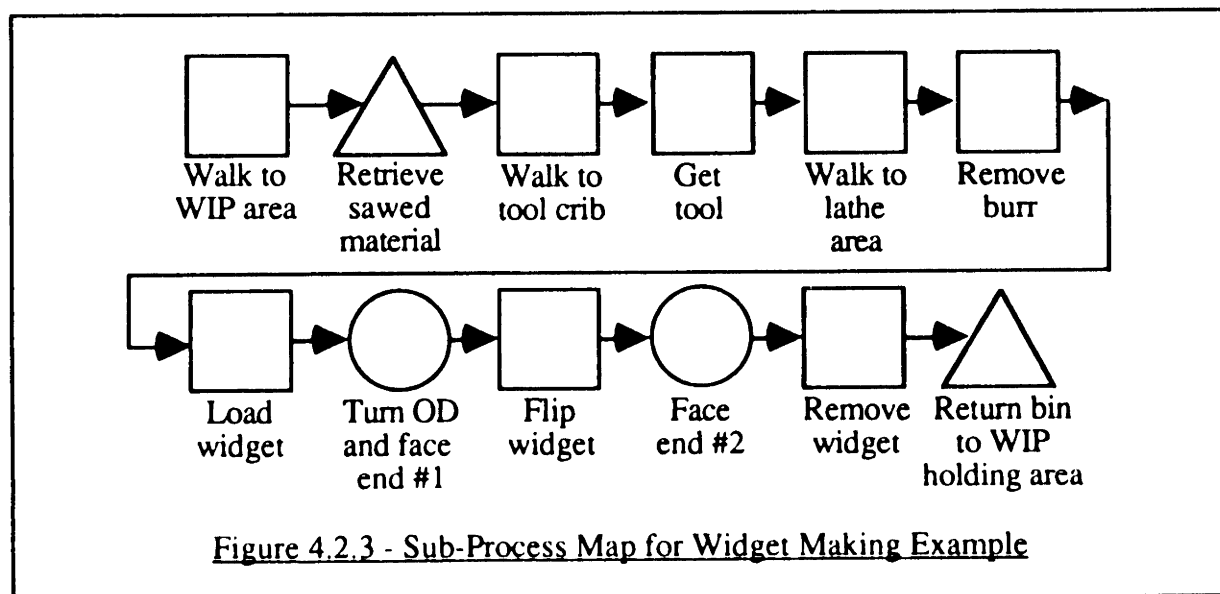 Walk to
WIP area
Retrieve
sawed
material
Walk to
tool crib
Get
tool
Walk to
lathe
area
Remove
burr
Load
widget
Turn OD
and face
end #1
Flip
widget
Face
end #2
Remove
widget
Return bin
to WIP
holding area
Figure 4.2.3 - Sub-Process Map for Widget Making Example